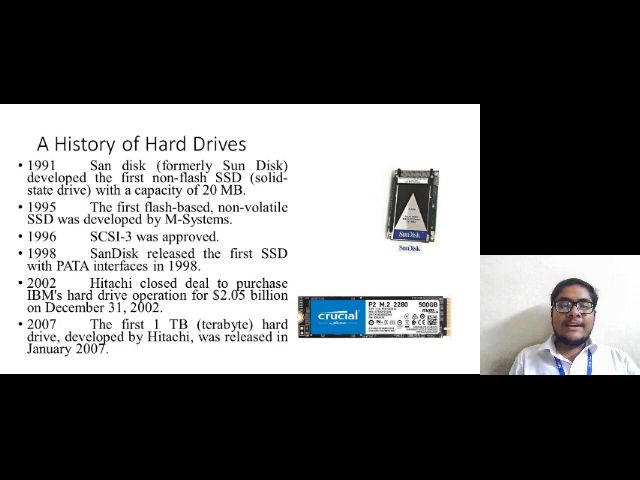 A History of Hard Drives
• 1991 San disk (formerly Sun Disk)
developed the first non-flash SSD (solid-
state drive) with a capacity of 20 MB.
• 1995 The first flash-based, non-volatile
SSD was developed by M-Systems.
• 1996 SCSI-3 was approved.
• 1998 SanDisk released the first SSD
with PATA interfaces in 1998.
• 2002 Hitachi closed deal to purchase
IBM's hard drive operation for $2.05 billion
on December 31, 2002.
• 2007 The first 1 TB (terabyte) hard
drive, developed by Hitachi, was released in
January 2007.
SanDisk
SanDisk
crucial
P2 M.2 2280 500GB